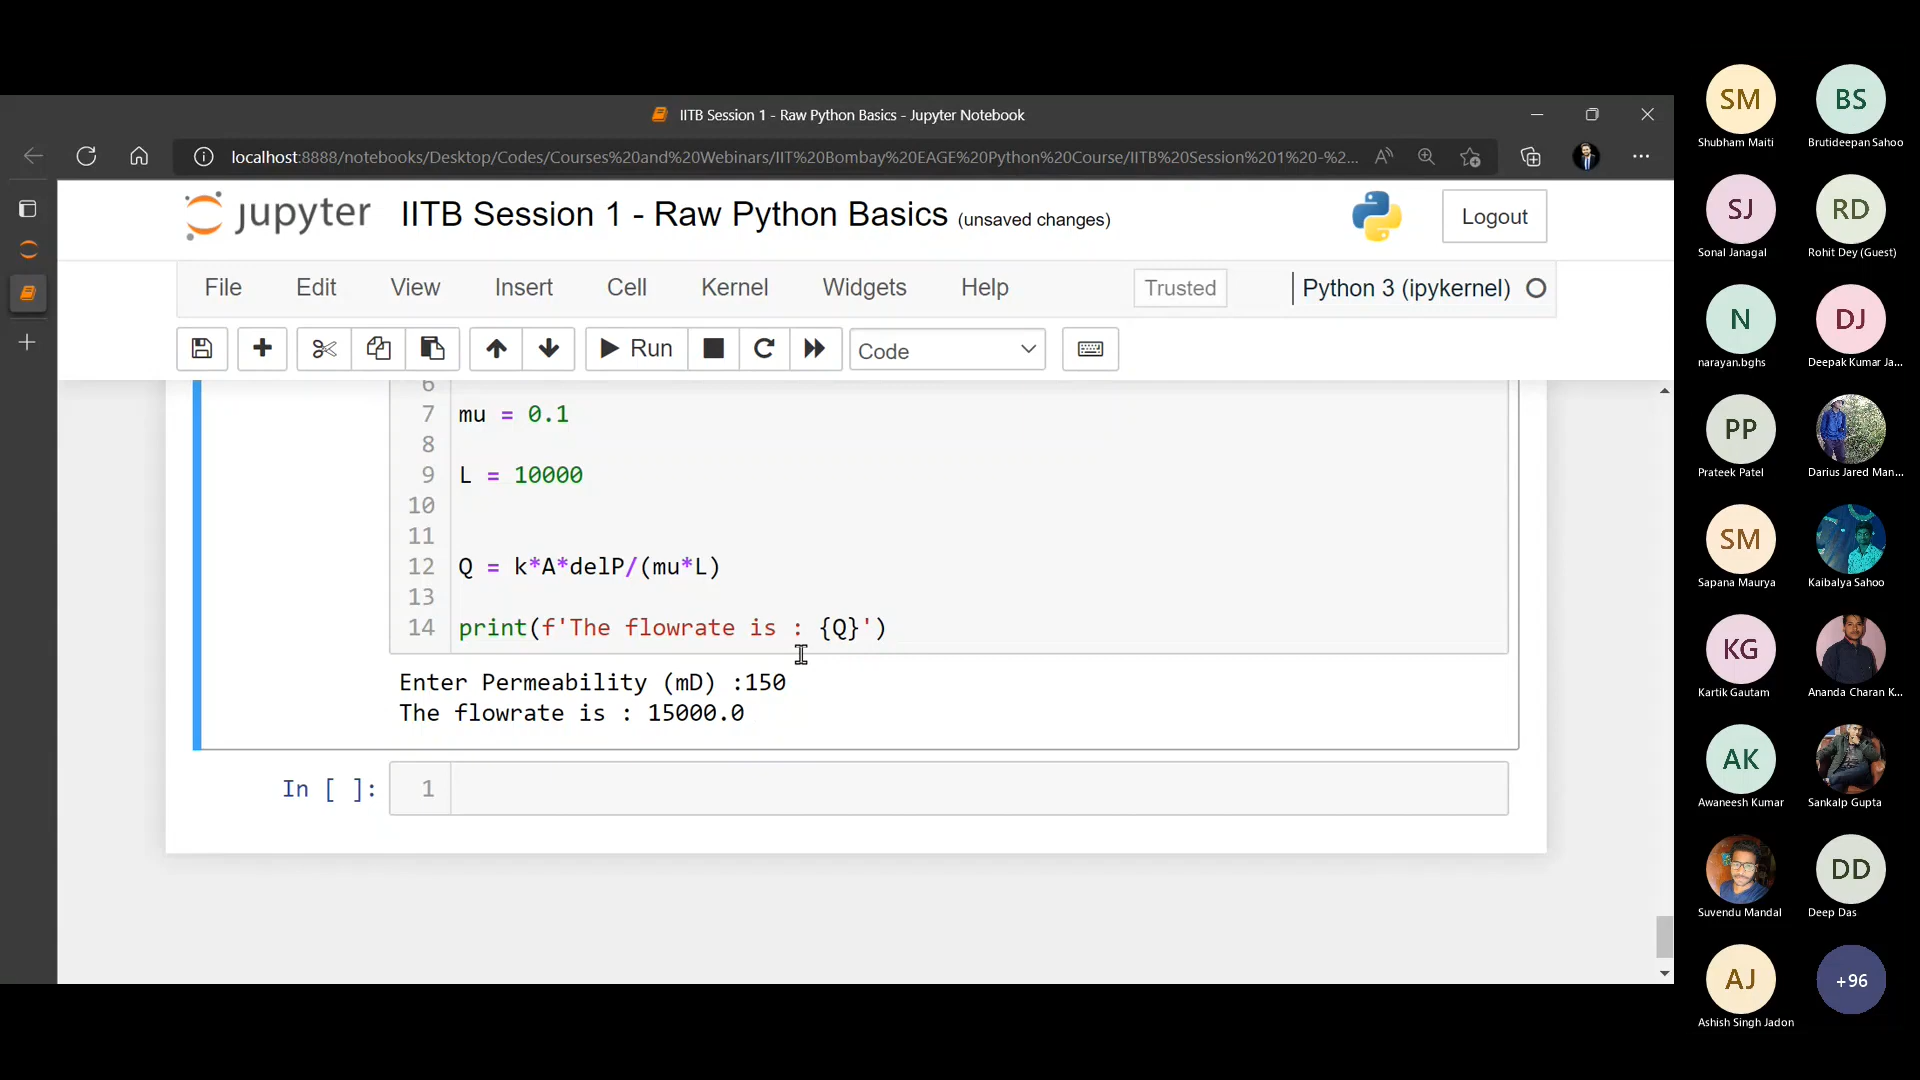 IITB Session 1 - Raw Python Basics - Jupyter Notebook
localhost:8888/notebooks/Desktop/Codes/Courses%20and%20Webinars/IIT%20Bombay%20EAGE%20Python%20Course/IITB%20Session%201%20-%2...
jupyter IITB Session 1 - Raw Python Basics (unsaved changes)
Logout
File Edit View Insert Cell Kernel Widgets Help Trusted Python 3 (ipykernel)
Run Code
6
7 mu = 0.1
8
9 L = 10000
10
11
12 Q = k*A*delP/(mu*L)
13
14 print(f'The flowrate is : {Q}')
Enter Permeability (mD) :150
The flowrate is : 15000.0
In [ ]: 1
SM BS
Shubham Maiti Brutideepan Sahoo
SJ RD
Sonal Janagal Rohit Dey (Guest)
N DJ
narayan.bghs Deepak Kumar Ja...
PP
Prateek Patel Darius Jared Man...
SM
Sapana Maurya Kaibalya Sahoo
KG
Kartik Gautam Ananda Charan K...
AK
Awaneesh Kumar Sankalp Gupta
DD
Suvendu Mandal Deep Das
AJ +96
Ashish Singh Jadon